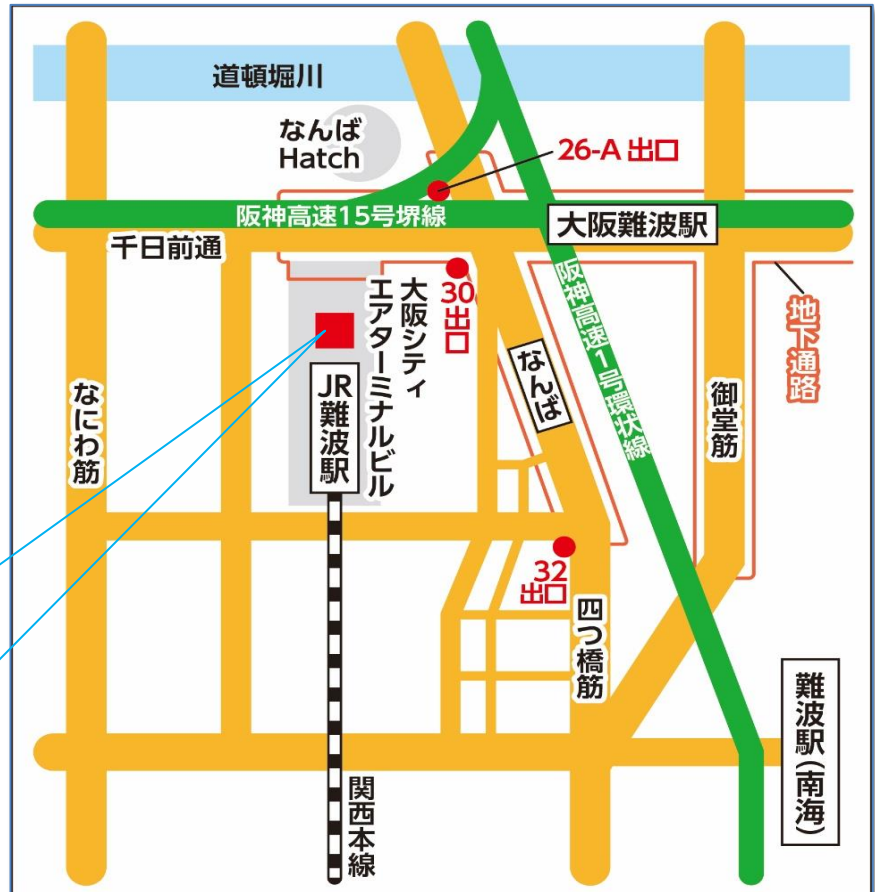 道頓堀川
なんば
Hatch
26-A 出口
阪神高速15号堺線
大阪難波駅
千日前通
30
出口
大阪シティ
エアターミナルビル
なんば
阪神高速1号環状線
地下通路
なにわ筋
JR難波駅
御堂筋
32
出口
四つ橋筋
難波駅(南海)
関西本線